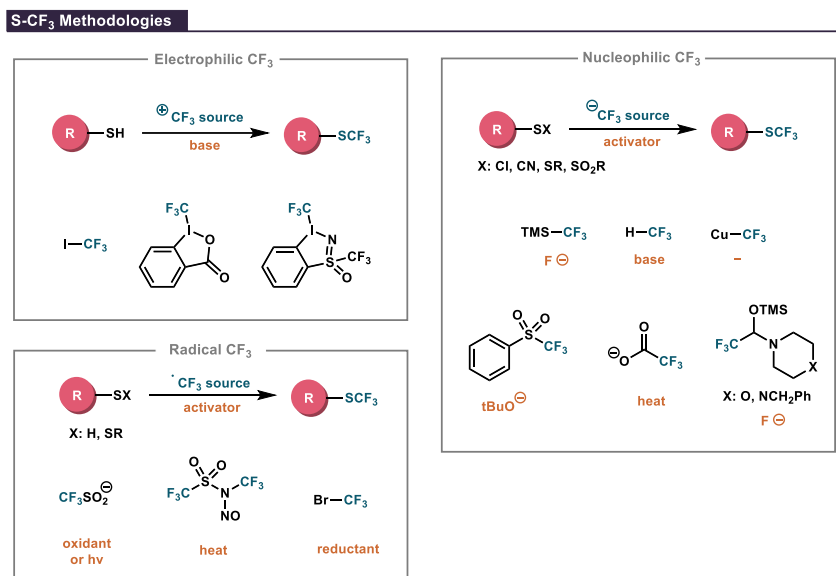 S-CF₃ Methodologies
Electrophilic CF₃
R
SH
⊕CF₃ source
base
R
SCF₃
I
CF₃
F₃C
I
O
O
F₃C
I
N
S
CF₃
O
Nucleophilic CF₃
R
SX
⊖CF₃ source
activator
R
SCF₃
X: Cl, CN, SR, SO₂R
TMS
CF₃
F ⊖
H
CF₃
base
Cu
CF₃
–
O
O
S
CF₃
tBuO⊖
O
⊖O
CF₃
heat
OTMS
F₃C
N
X
X: O, NCH₂Ph
F ⊖
Radical CF₃
R
SX
·CF₃ source
activator
R
SCF₃
X: H, SR
CF₃SO₂⊖
oxidant
or hv
O
O
F₃C
S
N
CF₃
NO
heat
Br
CF₃
reductant